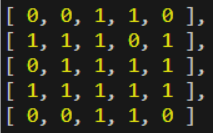 [ 0, 0, 1, 1, 0 ],
[ 1, 1, 1, 0, 1 ],
[ 0, 1, 1, 1, 1 ],
[ 1, 1, 1, 1, 1 ],
[ 0, 0, 1, 1, 0 ]